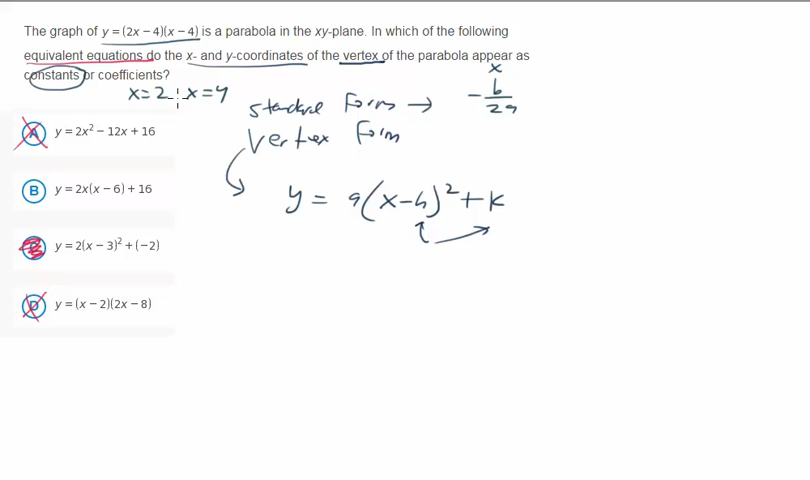 The graph of y = (2x − 4)(x − 4) is a parabola in the xy-plane. In which of the following
equivalent equations do the x- and y-coordinates of the vertex of the parabola appear as
constants or coefficients?
x=2 x=4
Standard Form → x -b/2a
Vertex Form
A y = 2x² − 12x + 16
B y = 2x(x − 6) + 16
y = a(x-h)²+k
y = 2(x − 3)² + (−2)
D y = (x − 2)(2x − 8)